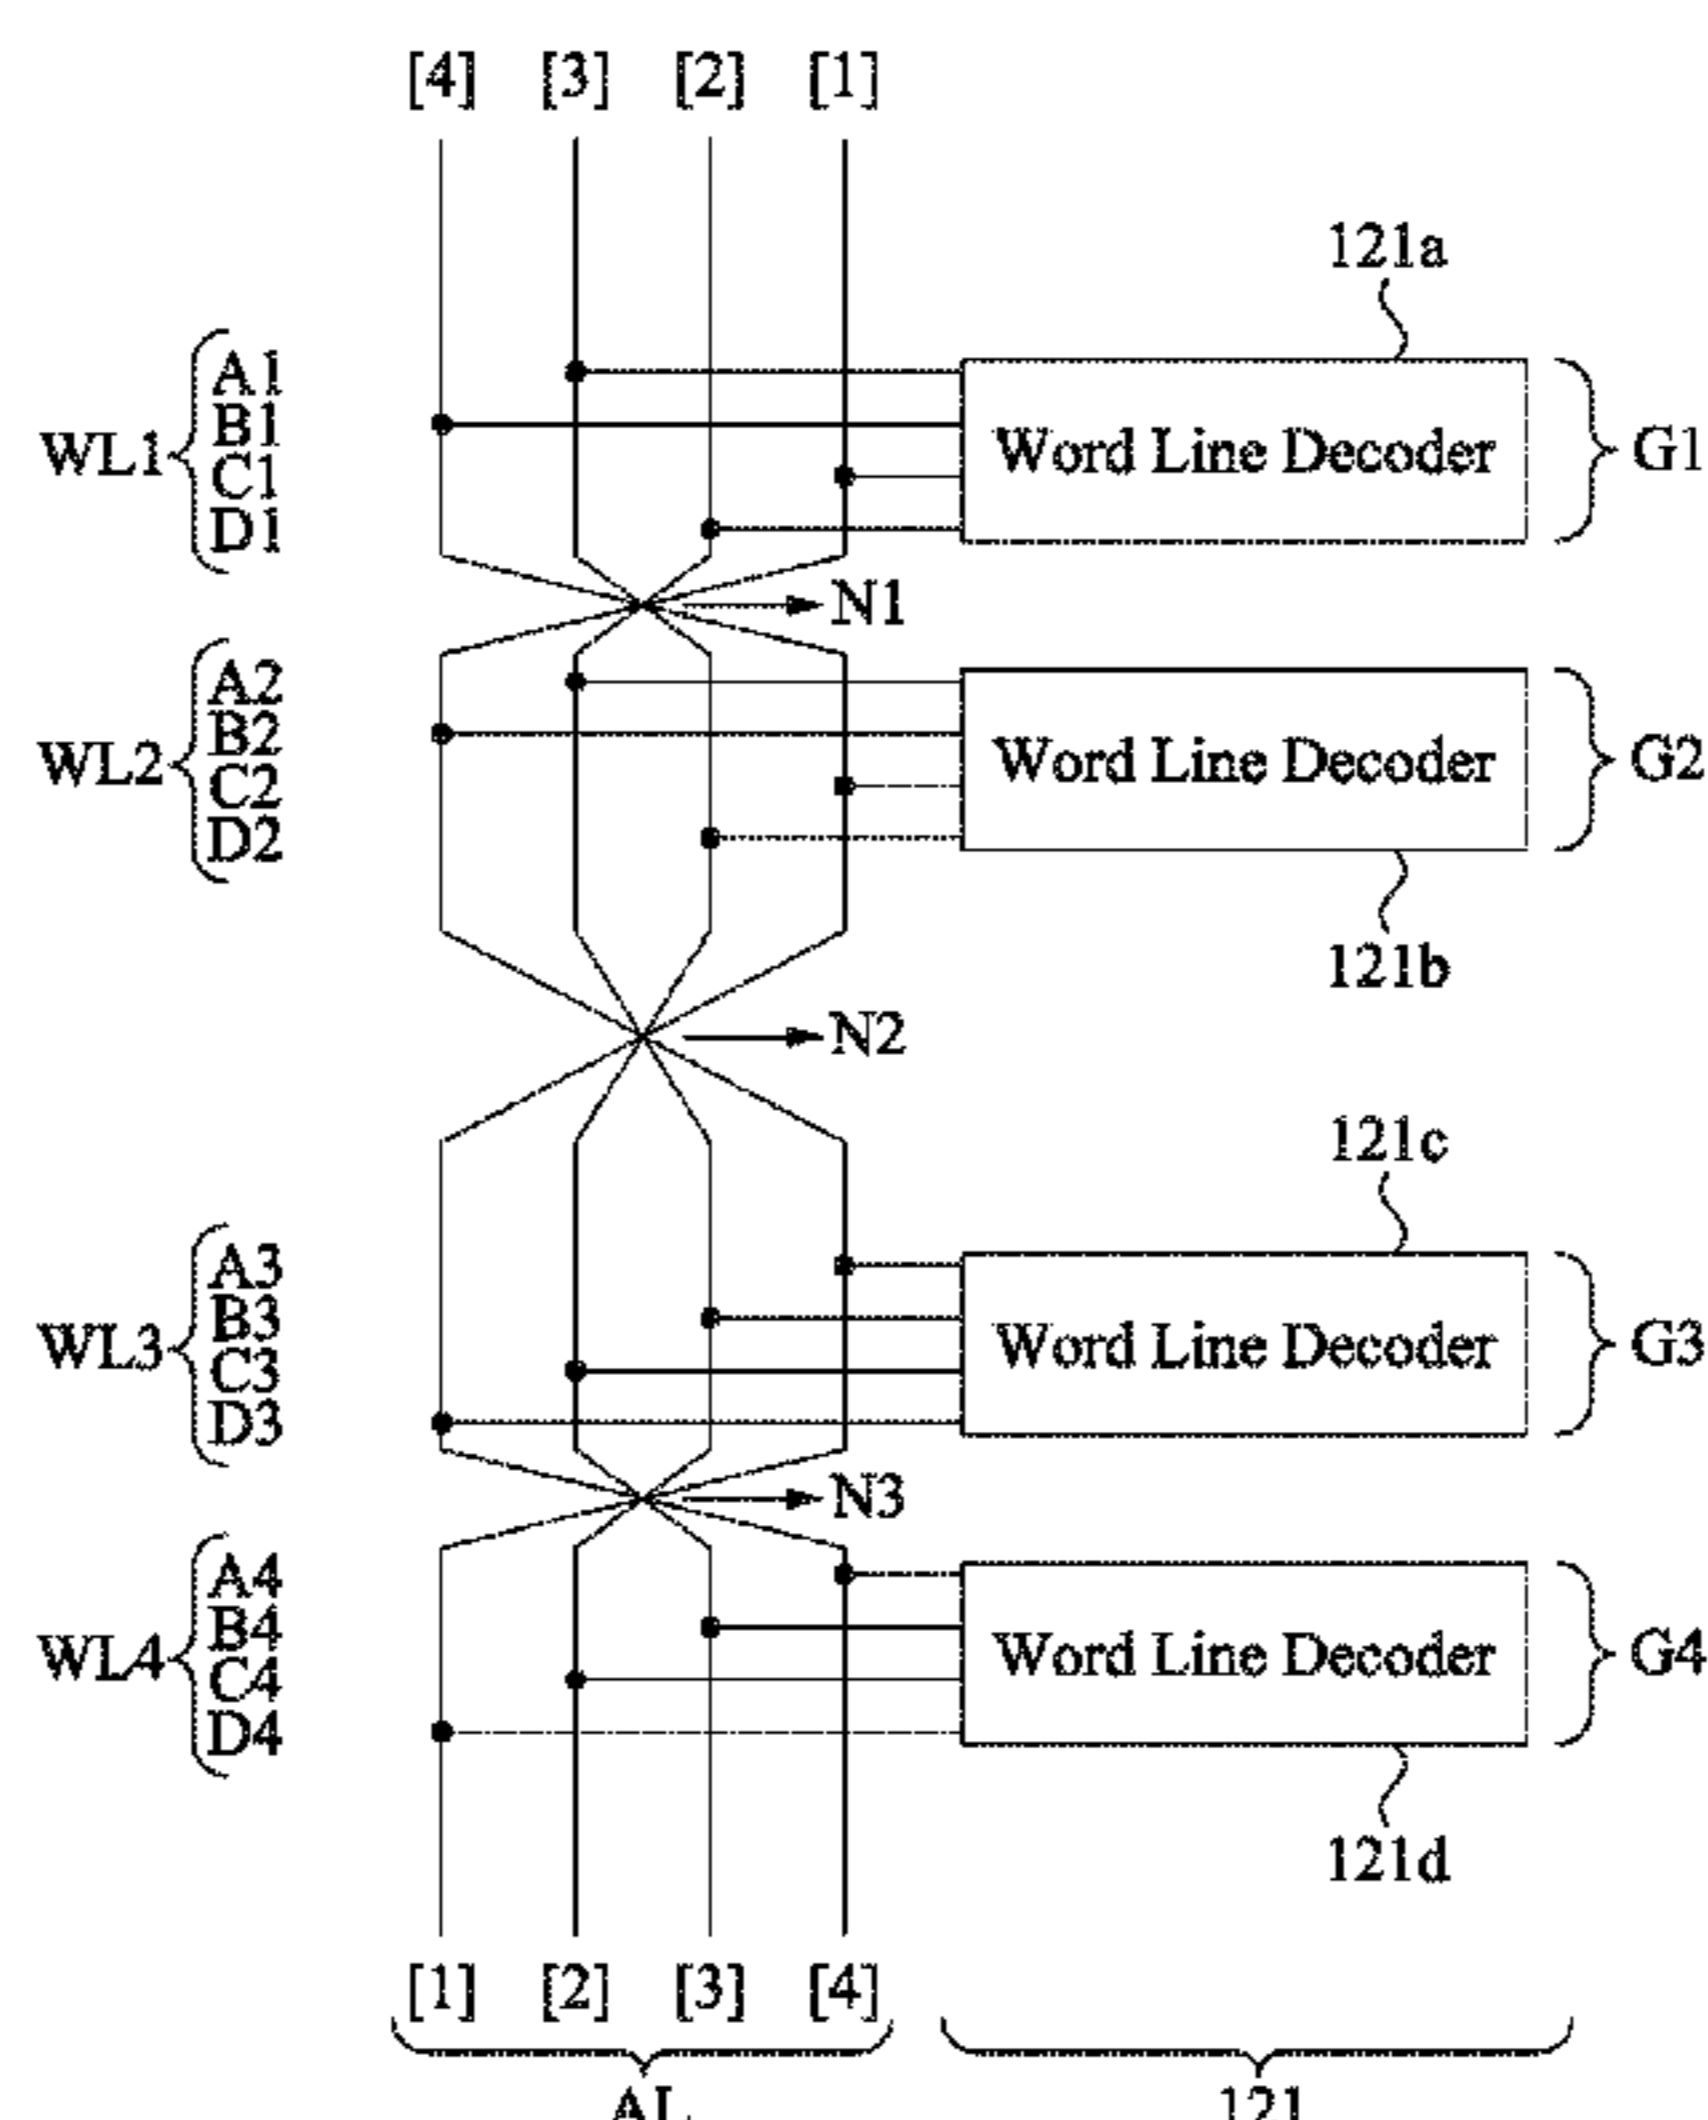 [4] [3] [2] [1]
121a
A1
B1
WL1
C1
D1
Word Line Decoder
G1
N1
A2
B2
WL2
C2
D2
Word Line Decoder
G2
121b
N2
121c
A3
B3
WL3
C3
D3
Word Line Decoder
G3
N3
A4
B4
WL4
C4
D4
Word Line Decoder
G4
121d
[1] [2] [3] [4]
AL
121